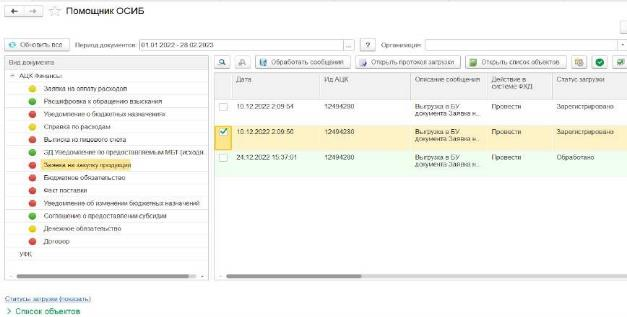 Помощник ОСИБ
Обновить все Период документов: 01.01.2022 - 28.02.2023 ... ? Организация:
Вид документа
АЦК Финансы
Заявка на оплату расходов
Расшифровка к обращению взыскания
Уведомление о бюджетных назначениях
Справка по расходам
Выписка из лицевого счета
ЭД Уведомление по предоставляемым МБТ (исходя
Заявка на закупку продукции
Бюджетное обязательство
Факт поставки
Уведомление об изменении бюджетных назначений
Соглашение о предоставлении субсидии
Денежное обязательство
Договор
УФК
Обработать сообщения Открыть протокол загрузки Открыть список объектов
Дата Ид АЦК Описание сообщения Действие в системе ФХД Статус загрузки
10.12.2022 2:09:54 12494280 Выгрузка в БУ Провести Зарегистрировано
документа Заявка н...
10.12.2022 2:09:50 12494280 Выгрузка в БУ Провести Зарегистрировано
документа Заявка н...
24.12.2022 15:37:01 12494280 Выгрузка в БУ Провести Обработано
документа Заявка н...
Статусы загрузки (показать)
Список объектов